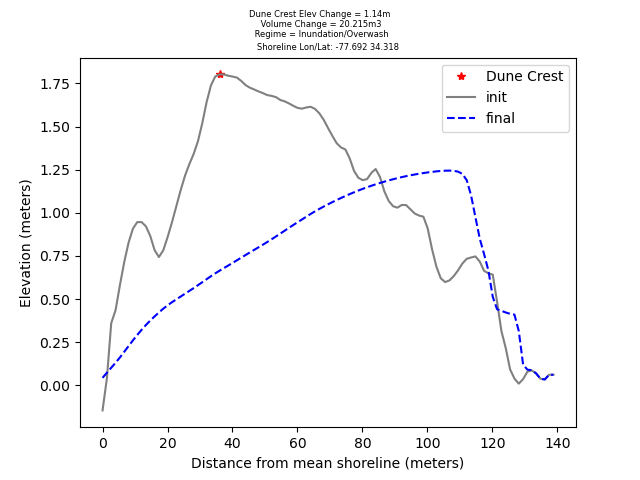 Dune Crest Elev Change = 1.14m
Volume Change = 20.215m3
Regime = Inundation/Overwash
Shoreline Lon/Lat: -77.692 34.318
Dune Crest
init
final
1.75
1.50
1.25
1.00
0.75
0.50
0.25
0.00
Elevation (meters)
0 20 40 60 80 100 120 140
Distance from mean shoreline (meters)